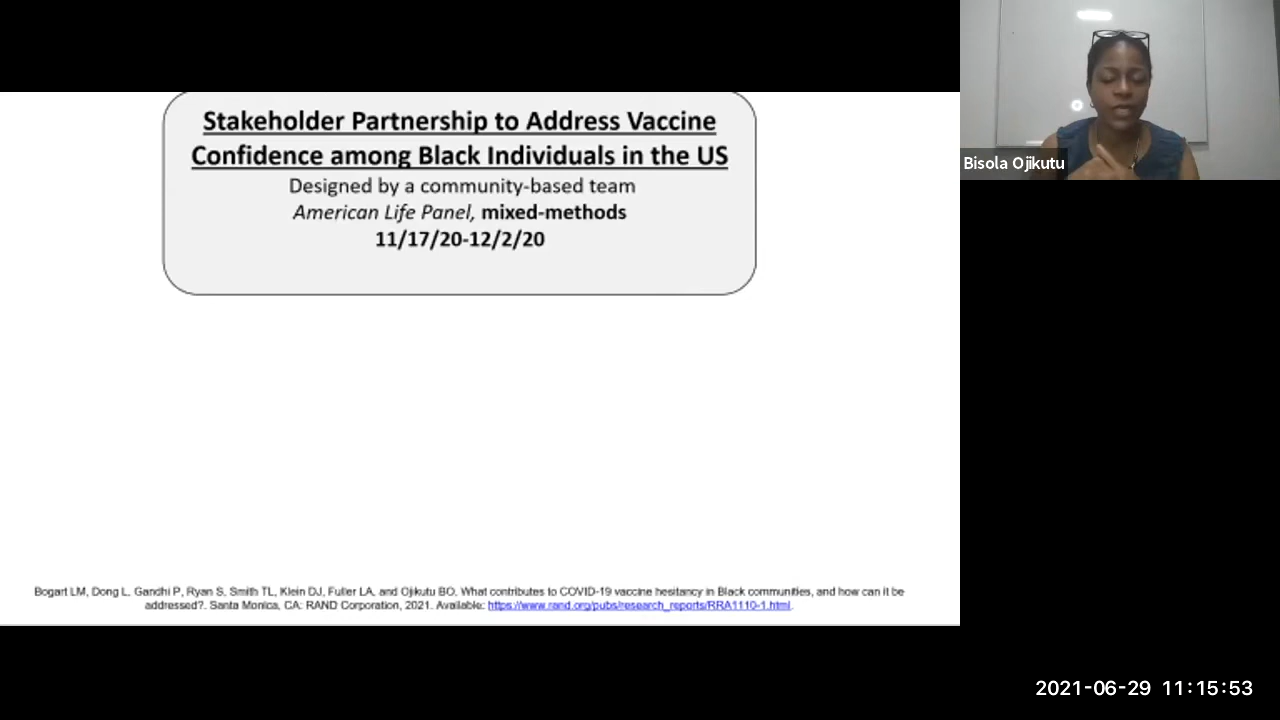 Stakeholder Partnership to Address Vaccine
Confidence among Black Individuals in the US
Designed by a community-based team
American Life Panel, mixed-methods
11/17/20-12/2/20
Bisola Ojikutu
Bogart LM, Dong L, Gandhi P, Ryan S, Smith TL, Klein DJ, Fuller LA, and Ojikutu BO. What contributes to COVID-19 vaccine hesitancy in Black communities, and how can it be
addressed?. Santa Monica, CA: RAND Corporation, 2021. Available: https://www.rand.org/pubs/research_reports/RRA1110-1.html.
2021-06-29 11:15:53